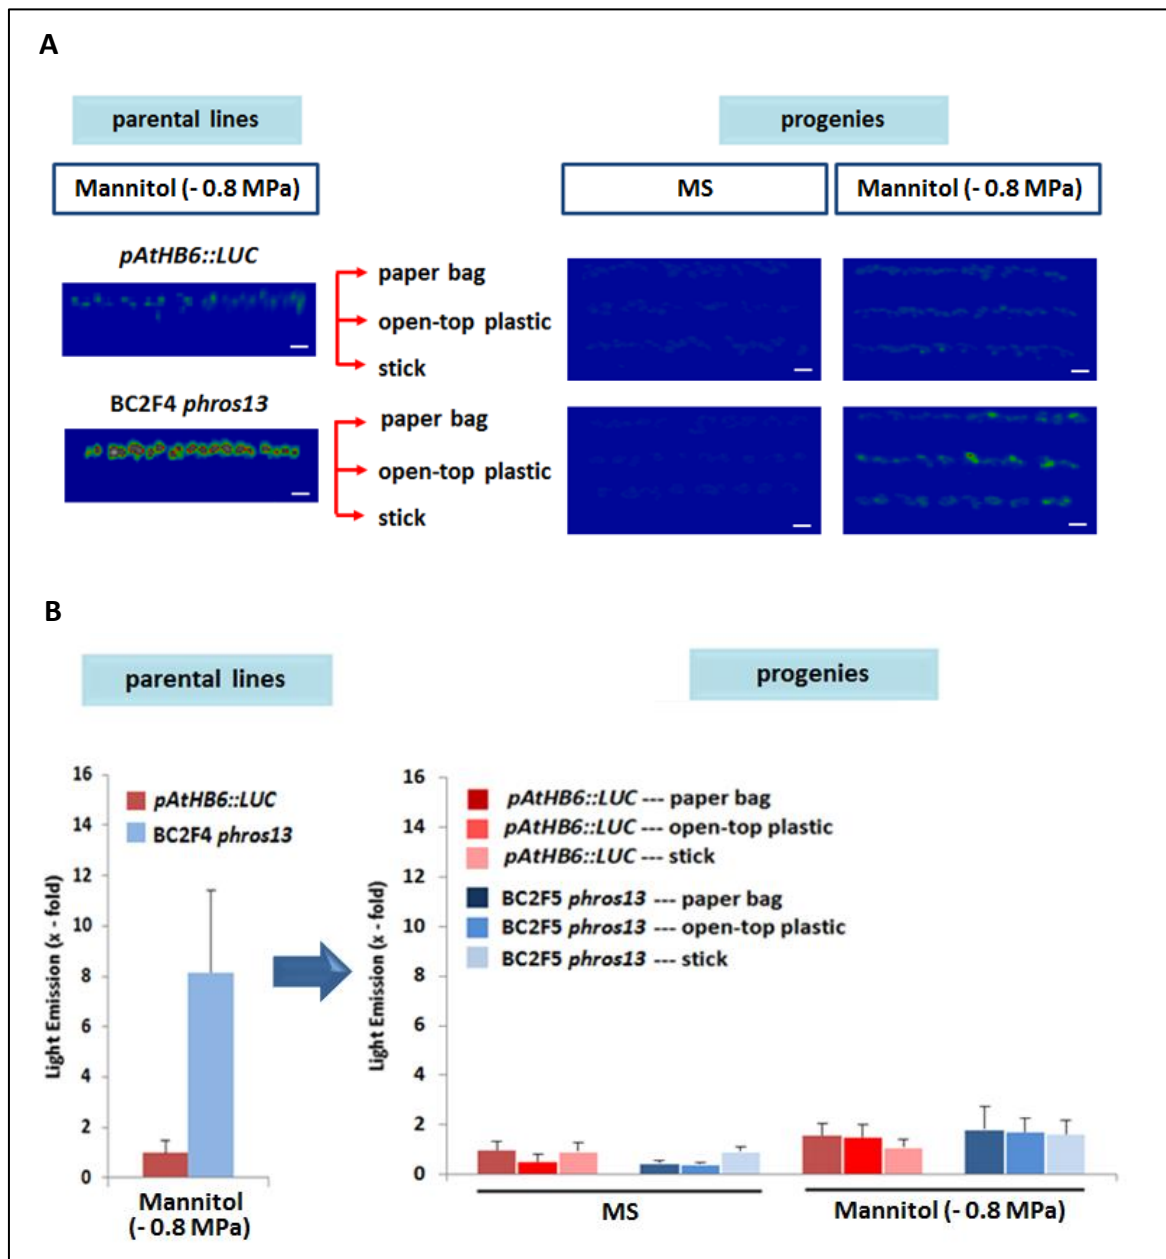 A
parental lines
progenies
Mannitol (- 0.8 MPa)
MS
Mannitol (- 0.8 MPa)
pAtHB6::LUC
paper bag
open-top plastic
stick
BC2F4 phros13
paper bag
open-top plastic
stick
B
parental lines
progenies
Light Emission (x - fold)
16
14
12
10
8
6
4
2
0
pAtHB6::LUC
BC2F4 phros13
Mannitol
(- 0.8 MPa)
Light Emission (x - fold)
16
14
12
10
8
6
4
2
0
pAtHB6::LUC --- paper bag
pAtHB6::LUC --- open-top plastic
pAtHB6::LUC --- stick
BC2F5 phros13 --- paper bag
BC2F5 phros13 --- open-top plastic
BC2F5 phros13 --- stick
MS
Mannitol (- 0.8 MPa)